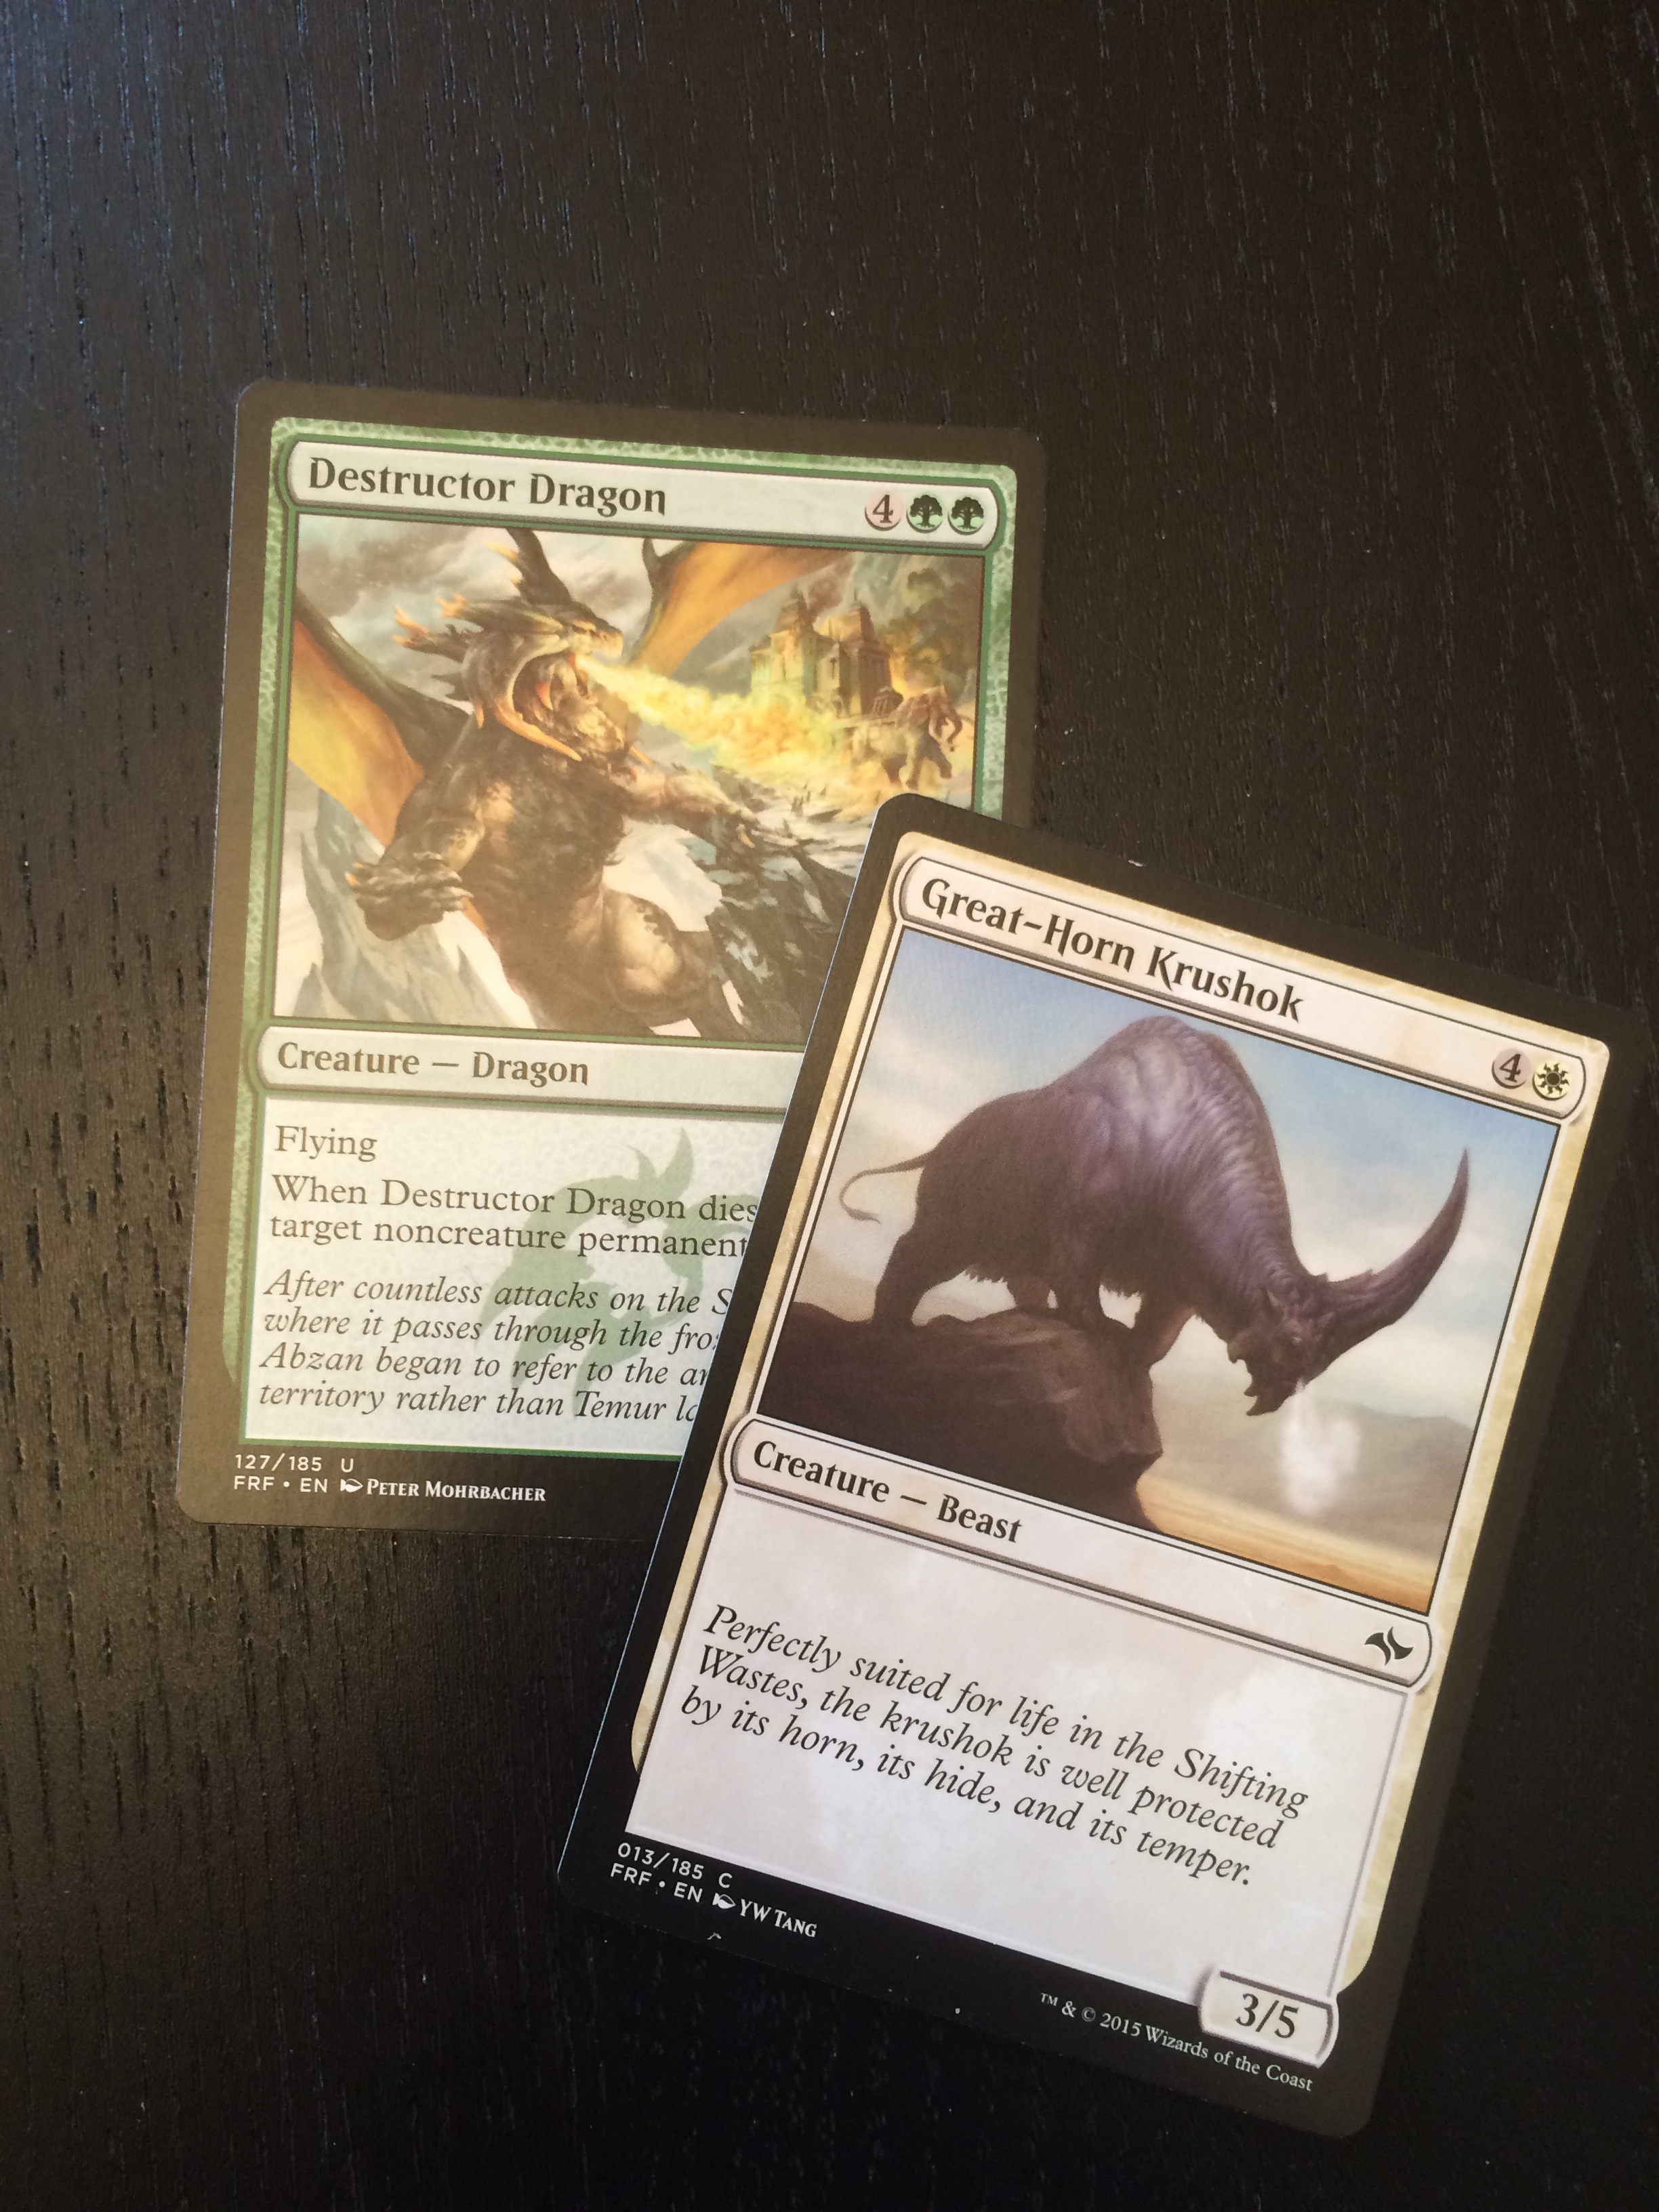 Destructor Dragon 4
Creature — Dragon
Flying
When Destructor Dragon dies
target noncreature permanent
After countless attacks on the S
where it passes through the fro
Abzan began to refer to the
territory rather than Temur
127/185 U
FRF • EN PETER MOHRBACHER
Great-Horn Krushok 4
Creature — Beast
Perfectly suited for life in the Shifting
Wastes, the krushok is well protected
by its horn, its hide, and its temper.
3/5
013/185 C
FRF • EN YW TANG
™ & © 2015 Wizards of the Coast